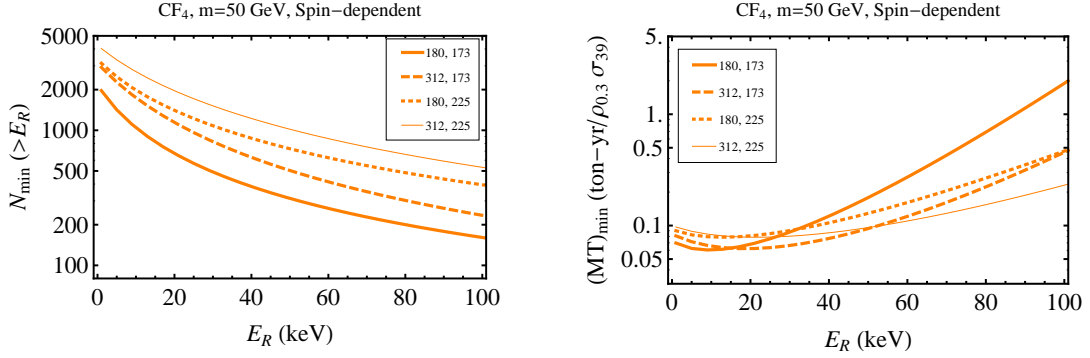 CF4, m=50 GeV, Spin−dependent
5000
2000
1000
500
200
100
Nmin (>ER)
180, 173
312, 173
180, 225
312, 225
0 20 40 60 80 100
ER (keV)
CF4, m=50 GeV, Spin−dependent
5.
1.
0.5
0.1
0.05
(MT)min (ton−yr/ρ0.3 σ39)
180, 173
312, 173
180, 225
312, 225
0 20 40 60 80 100
ER (keV)